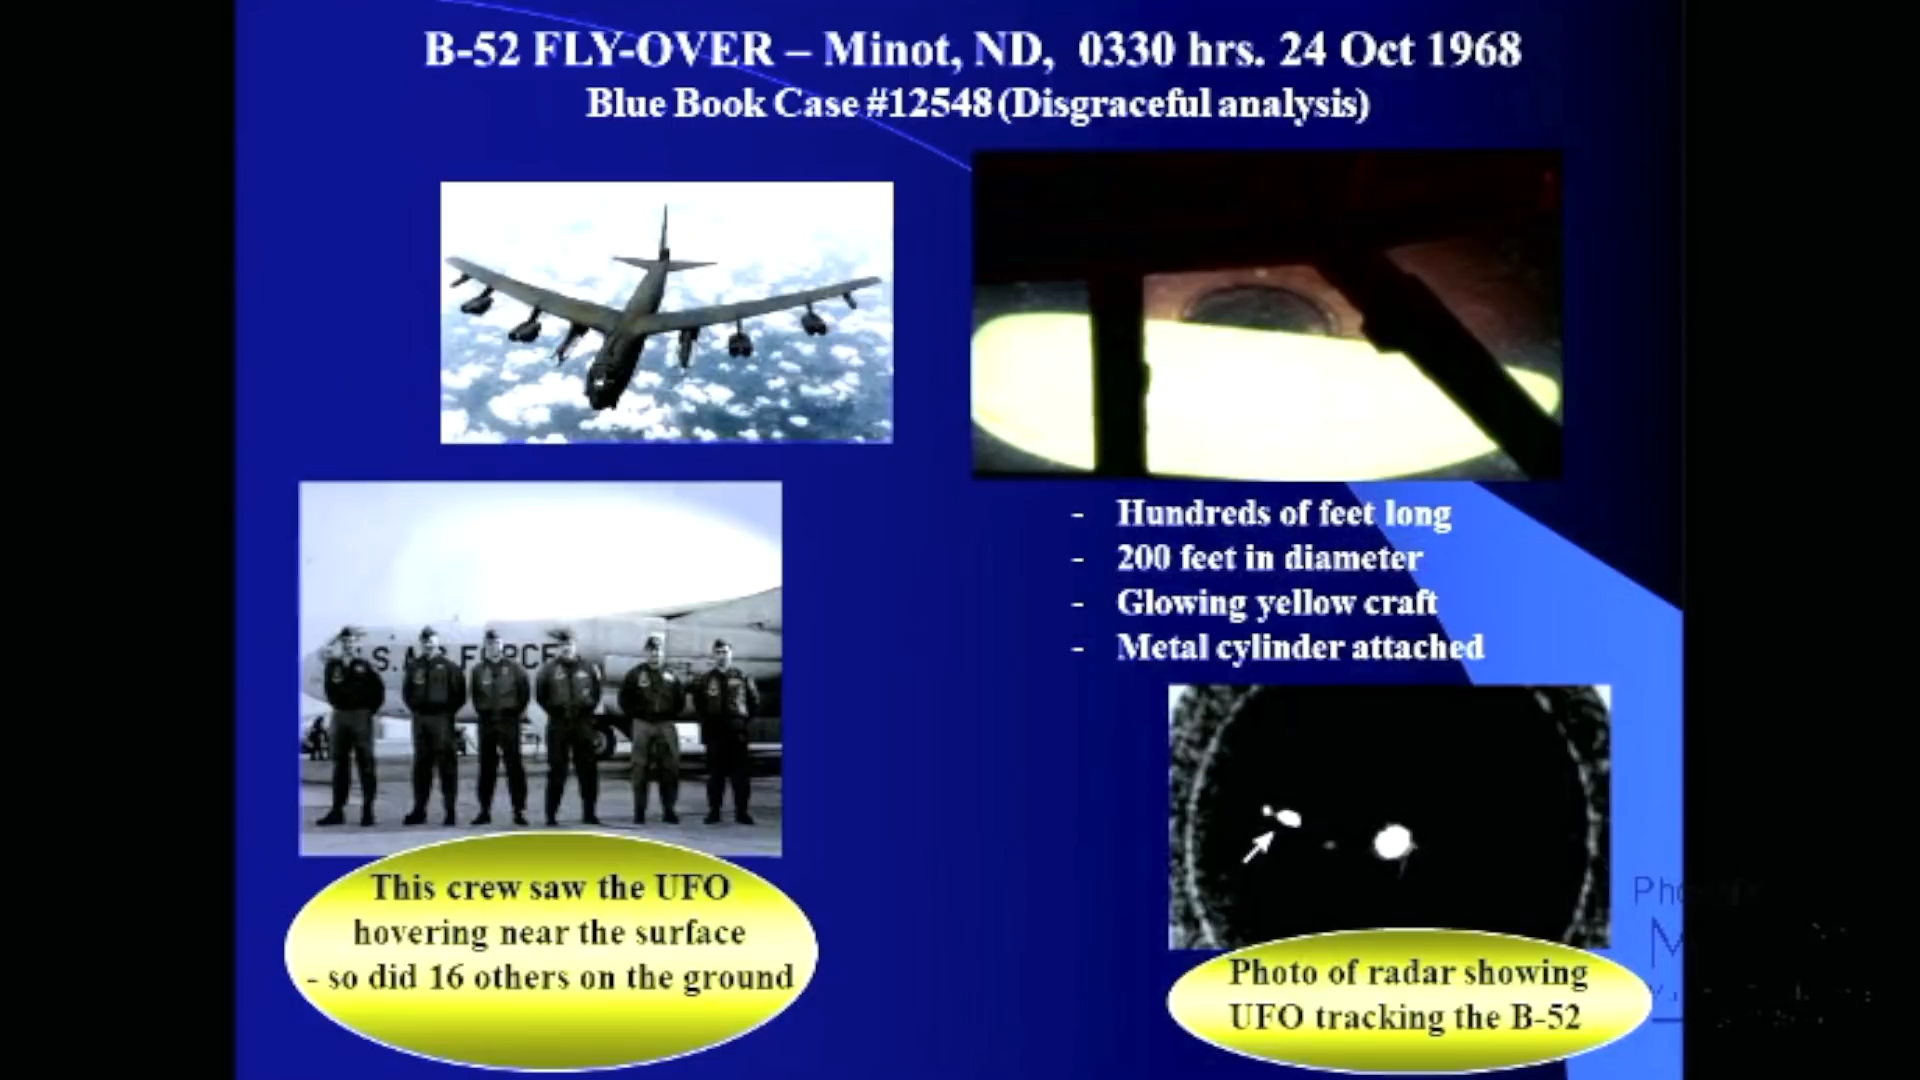 B-52 FLY-OVER – Minot, ND, 0330 hrs. 24 Oct 1968
Blue Book Case #12548 (Disgraceful analysis)
- Hundreds of feet long
- 200 feet in diameter
- Glowing yellow craft
- Metal cylinder attached
This crew saw the UFO
hovering near the surface
- so did 16 others on the ground
Photo of radar showing
UFO tracking the B-52